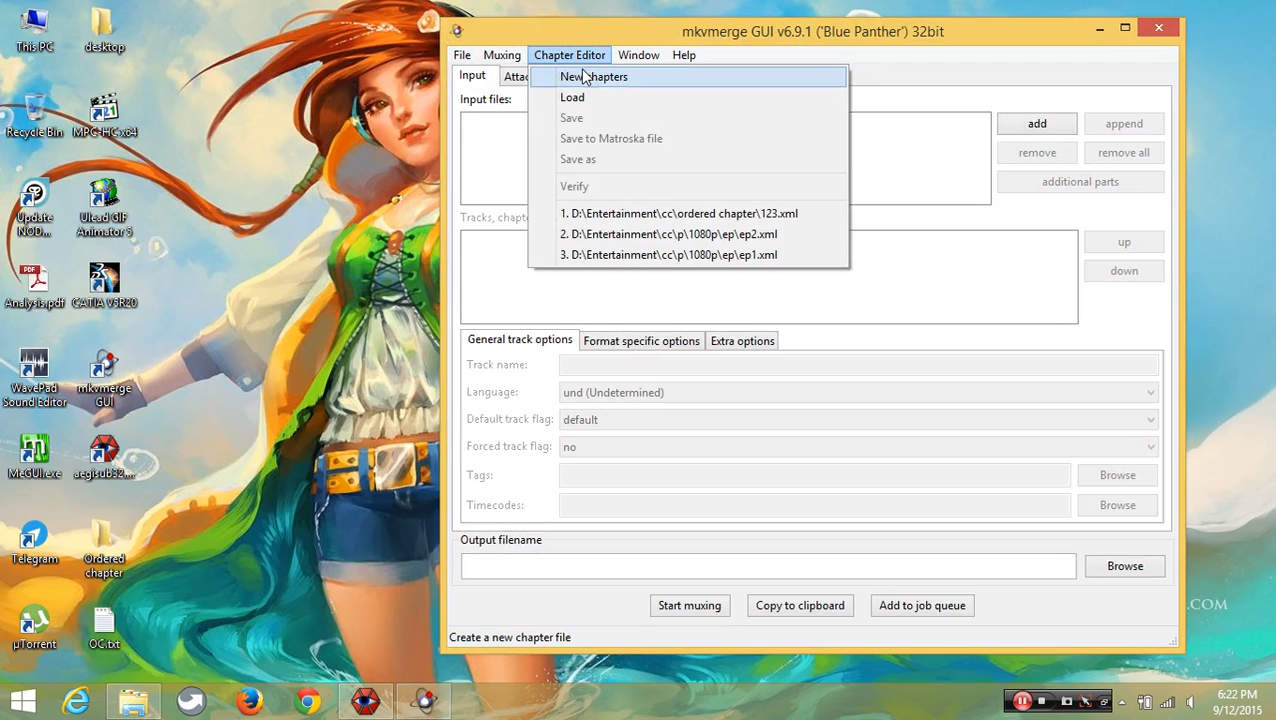 This PC
desktop
Recycle Bin
MPC-HC x64
Update
NOD...
Ulead GIF
Animator 5
Analysis.pdf
CATIA V5R20
WavePad
Sound Editor
mkvmerge
GUI
MeGUI.exe
aegisub32....
Telegram
Ordered
chapter
µTorrent
OC.txt
mkvmerge GUI v6.9.1 ('Blue Panther') 32bit
File Muxing Chapter Editor Window Help
Input
Input files:
New chapters
Load
Save
Save to Matroska file
Save as
Verify
1. D:\Entertainment\cc\ordered chapter\123.xml
2. D:\Entertainment\cc\p\1080p\ep\ep2.xml
3. D:\Entertainment\cc\p\1080p\ep\ep1.xml
add append
remove remove all
additional parts
up
down
General track options Format specific options Extra options
Track name:
Language: und (Undetermined)
Default track flag: default
Forced track flag: no
Tags: Browse
Timecodes: Browse
Output filename
Browse
Start muxing Copy to clipboard Add to job queue
Create a new chapter file
.COM
6:22 PM
9/12/2015